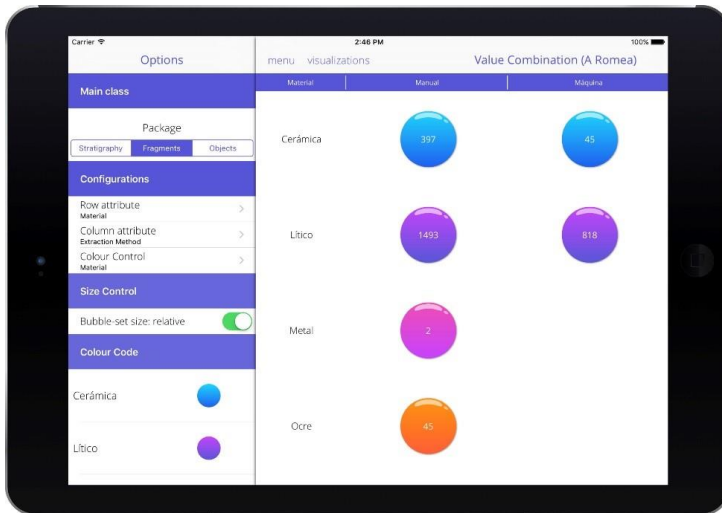 Carrier
2:46 PM
100%
Options
menu visualizations
Value Combination (A Romea)
Main class
Package
Stratigraphy Fragments Objects
Configurations
Row attribute
Material
Column attribute
Extraction Method
Colour Control
Material
Size Control
Bubble-set size: relative
Colour Code
Cerámica
Lítico
Material Manual Máquina
Cerámica 397 45
Lítico 1493 818
Metal 2
Ocre 45